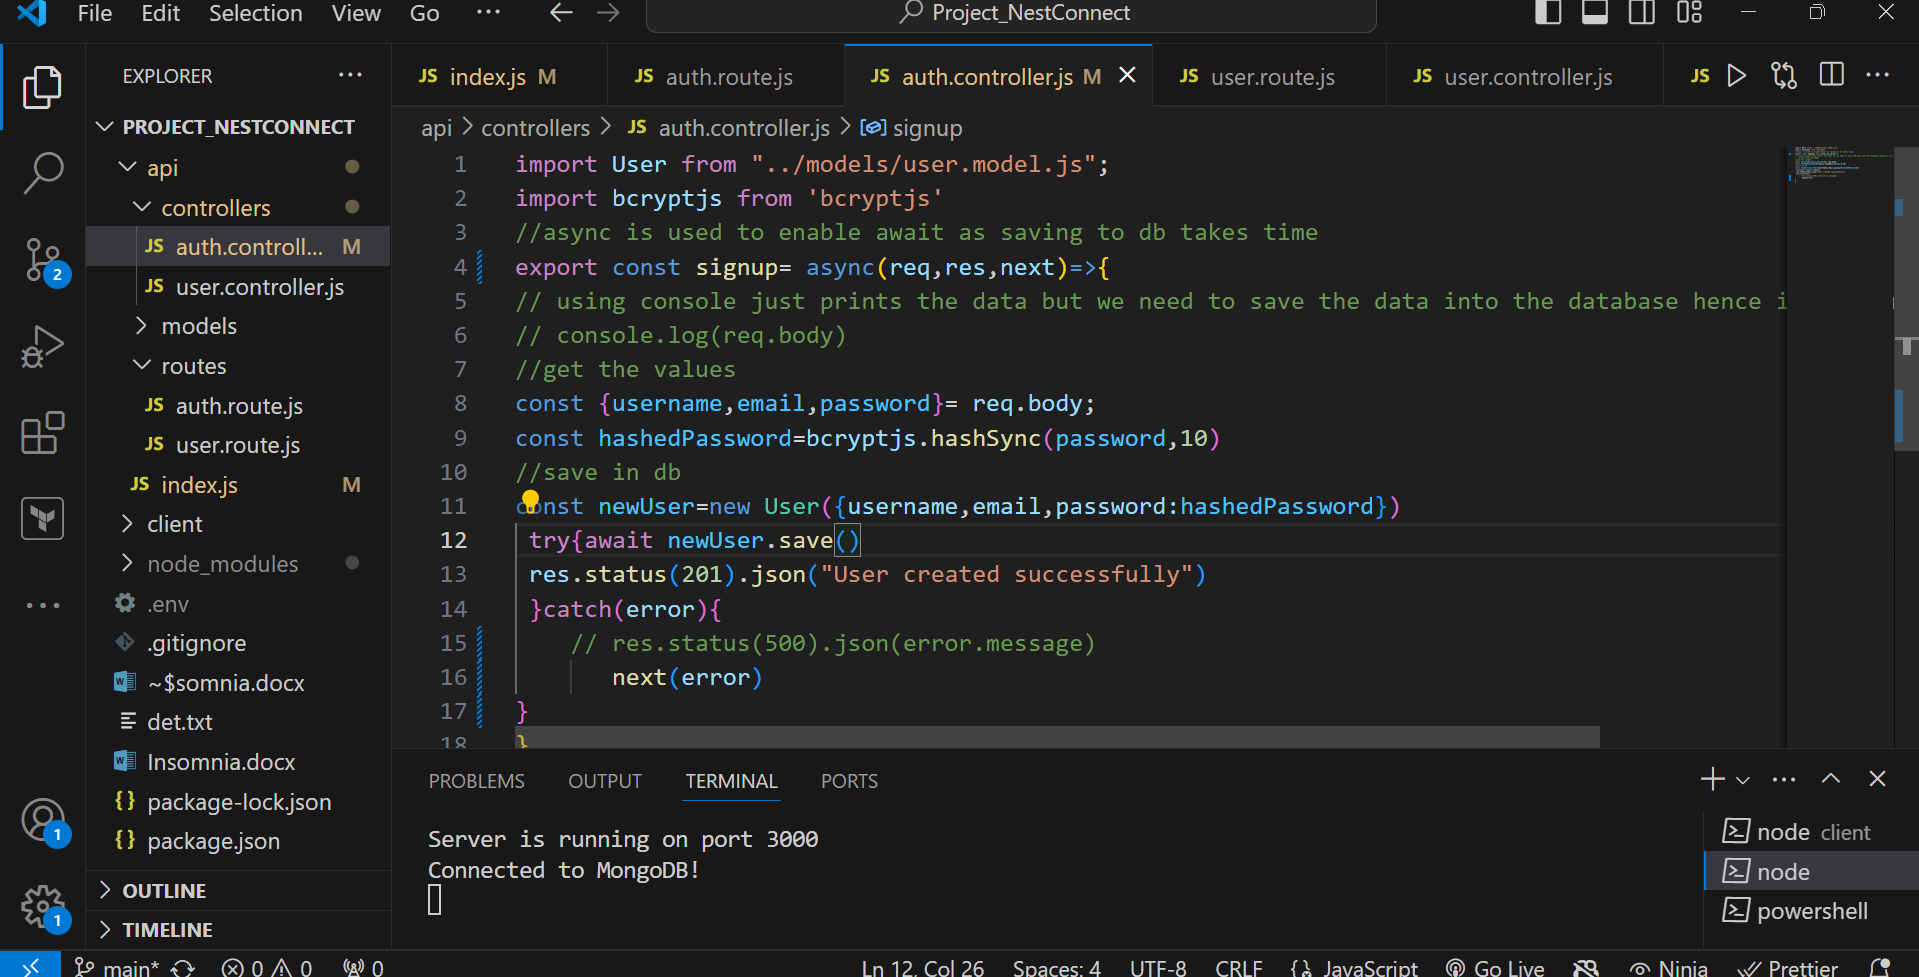 File Edit Selection View Go ··· Project_NestConnect
EXPLORER ···
JS index.js M JS auth.route.js JS auth.controller.js M JS user.route.js JS user.controller.js JS ···
PROJECT_NESTCONNECT
api
controllers
JS auth.controll... M
JS user.controller.js
models
routes
JS auth.route.js
JS user.route.js
JS index.js M
client
node_modules
.env
.gitignore
~$somnia.docx
det.txt
Insomnia.docx
{} package-lock.json
{} package.json
OUTLINE
TIMELINE
2
1
1
api > controllers > JS auth.controller.js > signup
1 import User from "../models/user.model.js";
2 import bcryptjs from 'bcryptjs'
3 //async is used to enable await as saving to db takes time
4 export const signup= async(req,res,next)=>{
5 // using console just prints the data but we need to save the data into the database hence i
6 // console.log(req.body)
7 //get the values
8 const {username,email,password}= req.body;
9 const hashedPassword=bcryptjs.hashSync(password,10)
10 //save in db
11 const newUser=new User({username,email,password:hashedPassword})
12 try{await newUser.save()
13 res.status(201).json("User created successfully")
14 }catch(error){
15 // res.status(500).json(error.message)
16 next(error)
17 }
18 }
PROBLEMS OUTPUT TERMINAL PORTS
Server is running on port 3000
Connected to MongoDB!
node client
node
powershell
main* 0 0 0 Ln 12, Col 26 Spaces: 4 UTF-8 CRLF {} JavaScript Go Live Ninja Prettier